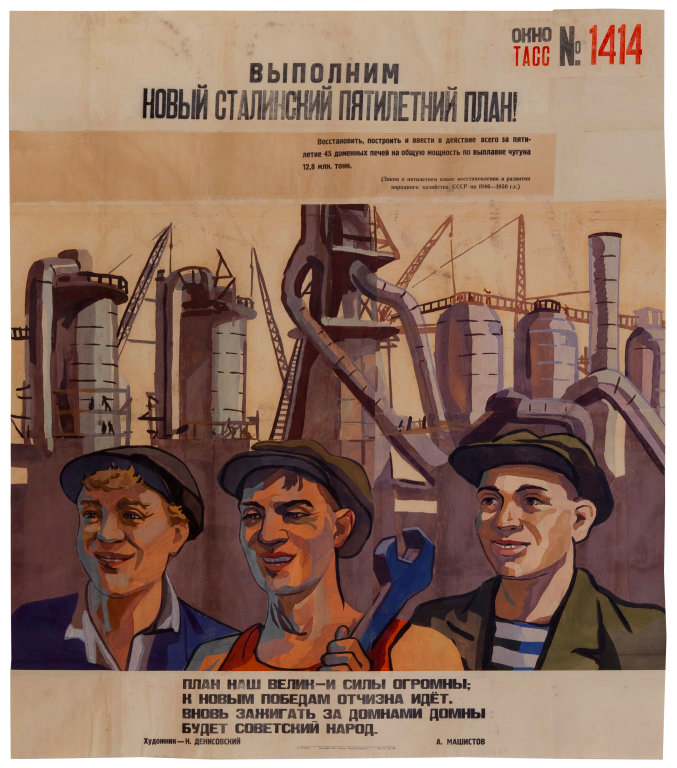 ОКНО
ТАСС № 1414
ВЫПОЛНИМ
НОВЫЙ СТАЛИНСКИЙ ПЯТИЛЕТНИЙ ПЛАН!
Восстановить, построить и ввести в действие всего за пяти-
летие 45 доменных печей на общую мощность по выплавке чугуна
12,8 млн. тонн.
(Закон о пятилетнем плане восстановления и развития
народного хозяйства СССР на 1946—1950 г.г.)
ПЛАН НАШ ВЕЛИК—И СИЛЫ ОГРОМНЫ;
К НОВЫМ ПОБЕДАМ ОТЧИЗНА ИДЁТ.
ВНОВЬ ЗАЖИГАТЬ ЗА ДОМНАМИ ДОМНЫ
БУДЕТ СОВЕТСКИЙ НАРОД.
Художник—Н. ДЕНИСОВСКИЙ
А. МАШИСТОВ